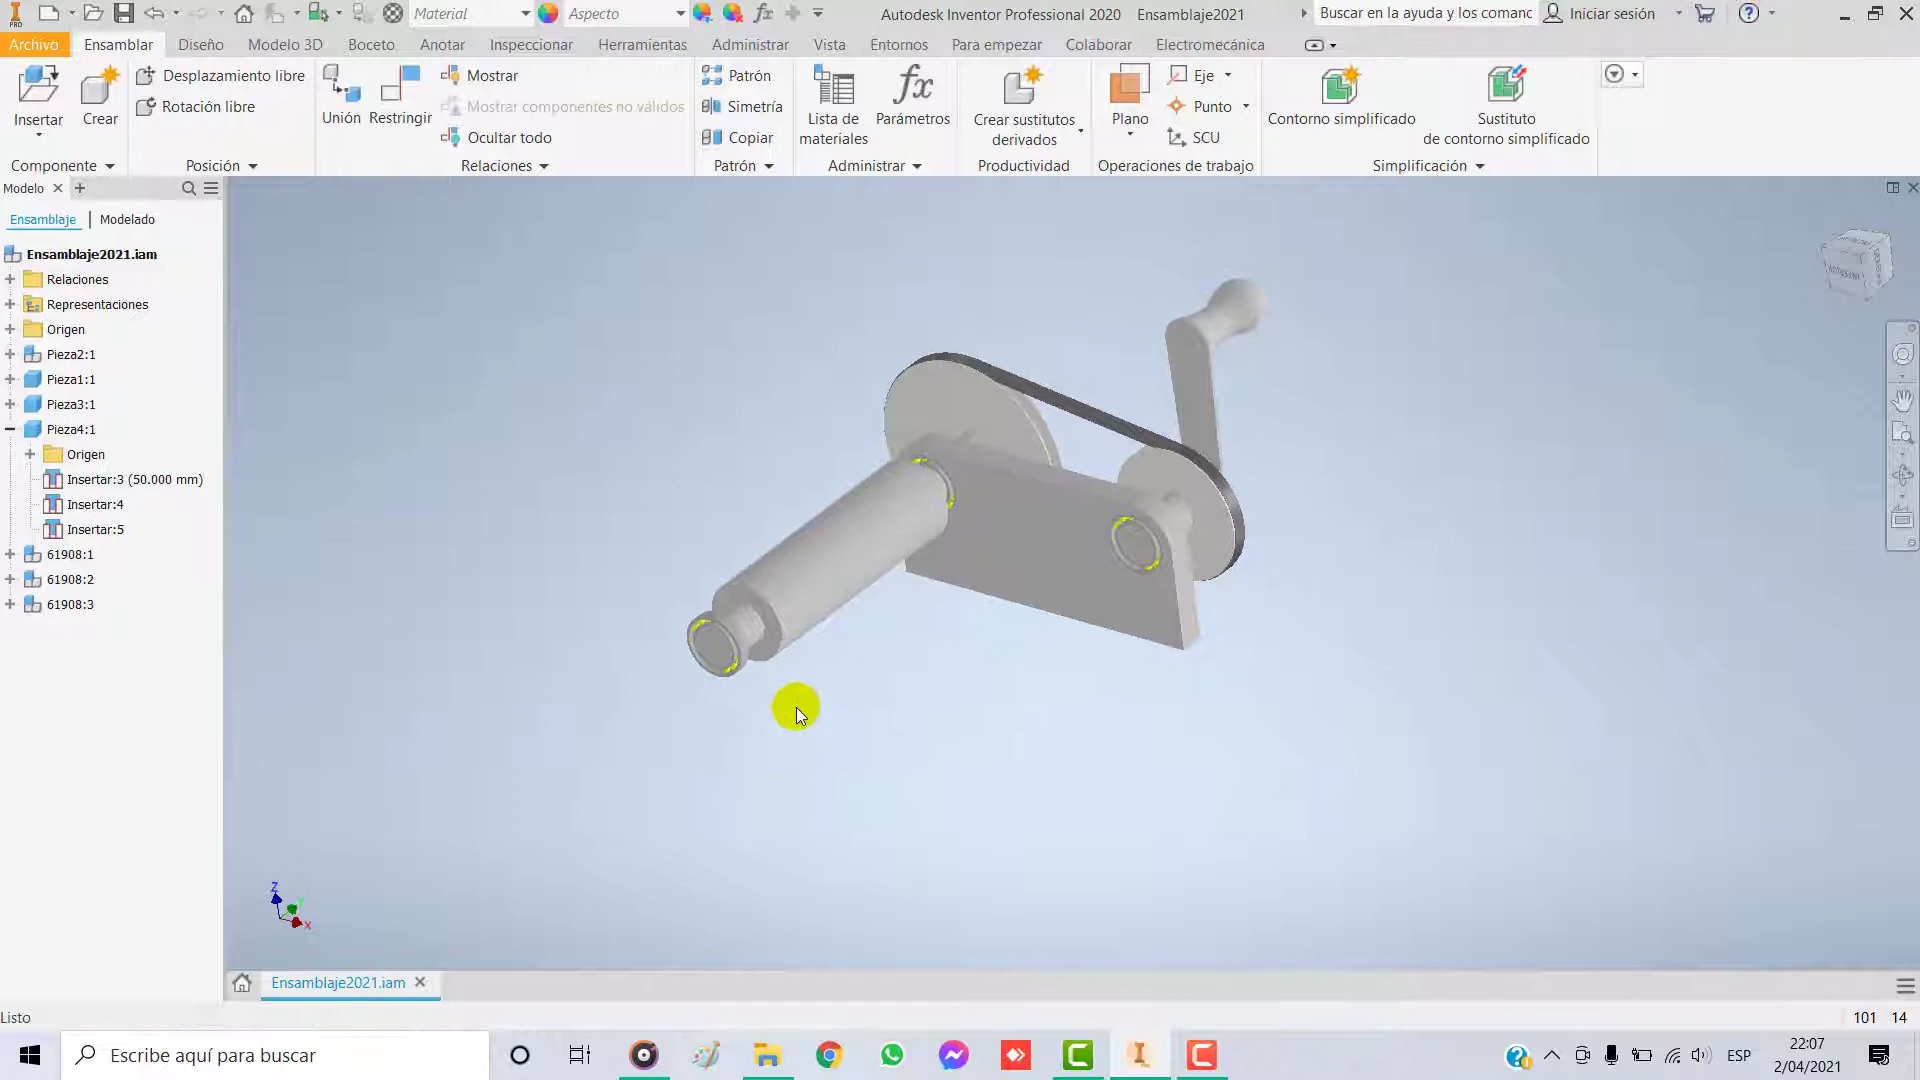 Material
Aspecto
Autodesk Inventor Professional 2020 Ensamblaje2021
Buscar en la ayuda y los comanc
Iniciar sesión
PRO
Archivo Ensamblar Diseño Modelo 3D Boceto Anotar Inspeccionar Herramientas Administrar Vista Entornos Para empezar Colaborar Electromecánica
Insertar
Crear
Desplazamiento libre
Rotación libre
Unión
Restringir
Mostrar
Mostrar componentes no válidos
Ocultar todo
Patrón
Simetría
Copiar
Lista de
materiales
Parámetros
Crear sustitutos
derivados
Plano
Eje
Punto
SCU
Contorno simplificado
Sustituto
de contorno simplificado
Componente
Posición
Relaciones
Patrón
Administrar
Productividad
Operaciones de trabajo
Simplificación
Modelo
Ensamblaje | Modelado
Ensamblaje2021.iam
Relaciones
Representaciones
Origen
Pieza2:1
Pieza1:1
Pieza3:1
Pieza4:1
Origen
Insertar:3 (50.000 mm)
Insertar:4
Insertar:5
61908:1
61908:2
61908:3
Z
Y
X
Ensamblaje2021.iam
Listo
101 14
Escribe aquí para buscar
ESP
22:07
2/04/2021